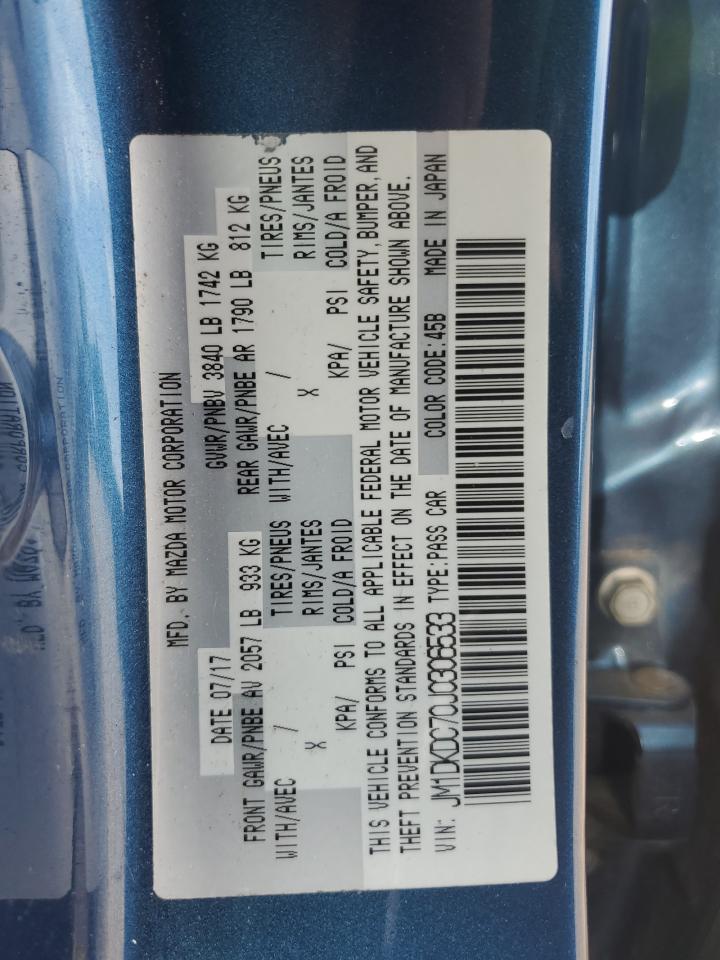 MFD. BY MAZDA MOTOR CORPORATION
DATE 07/17 GVWR/PNBV 3840 LB 1742 KG
FRONT GAWR/PNBE AV 2057 LB 933 KG REAR GAWR/PNBE AR 1790 LB 812 KG
WITH/AVEC / TIRES/PNEUS WITH/AVEC / TIRES/PNEUS
X RIMS/JANTES X RIMS/JANTES
KPA/ PSI COLD/A FROID KPA/ PSI COLD/A FROID
THIS VEHICLE CONFORMS TO ALL APPLICABLE FEDERAL MOTOR VEHICLE SAFETY, BUMPER, AND
THEFT PREVENTION STANDARDS IN EFFECT ON THE DATE OF MANUFACTURE SHOWN ABOVE.
VIN: JM1DKDC70J0306533 TYPE: PASS CAR COLOR CODE: 45B MADE IN JAPAN